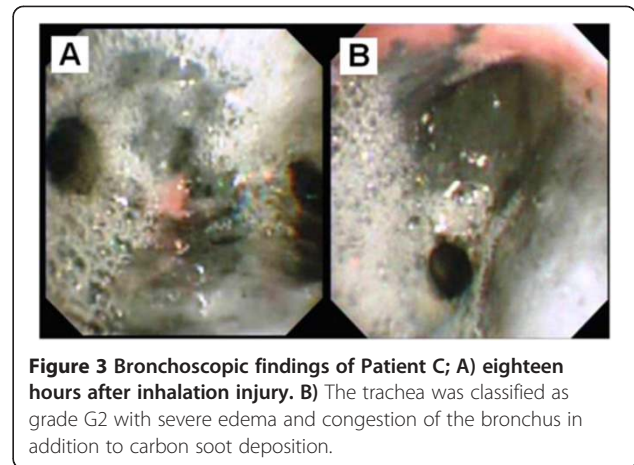 A
B
Figure 3 Bronchoscopic findings of Patient C; A) eighteen
hours after inhalation injury. B) The trachea was classified as
grade G2 with severe edema and congestion of the bronchus in
addition to carbon soot deposition.